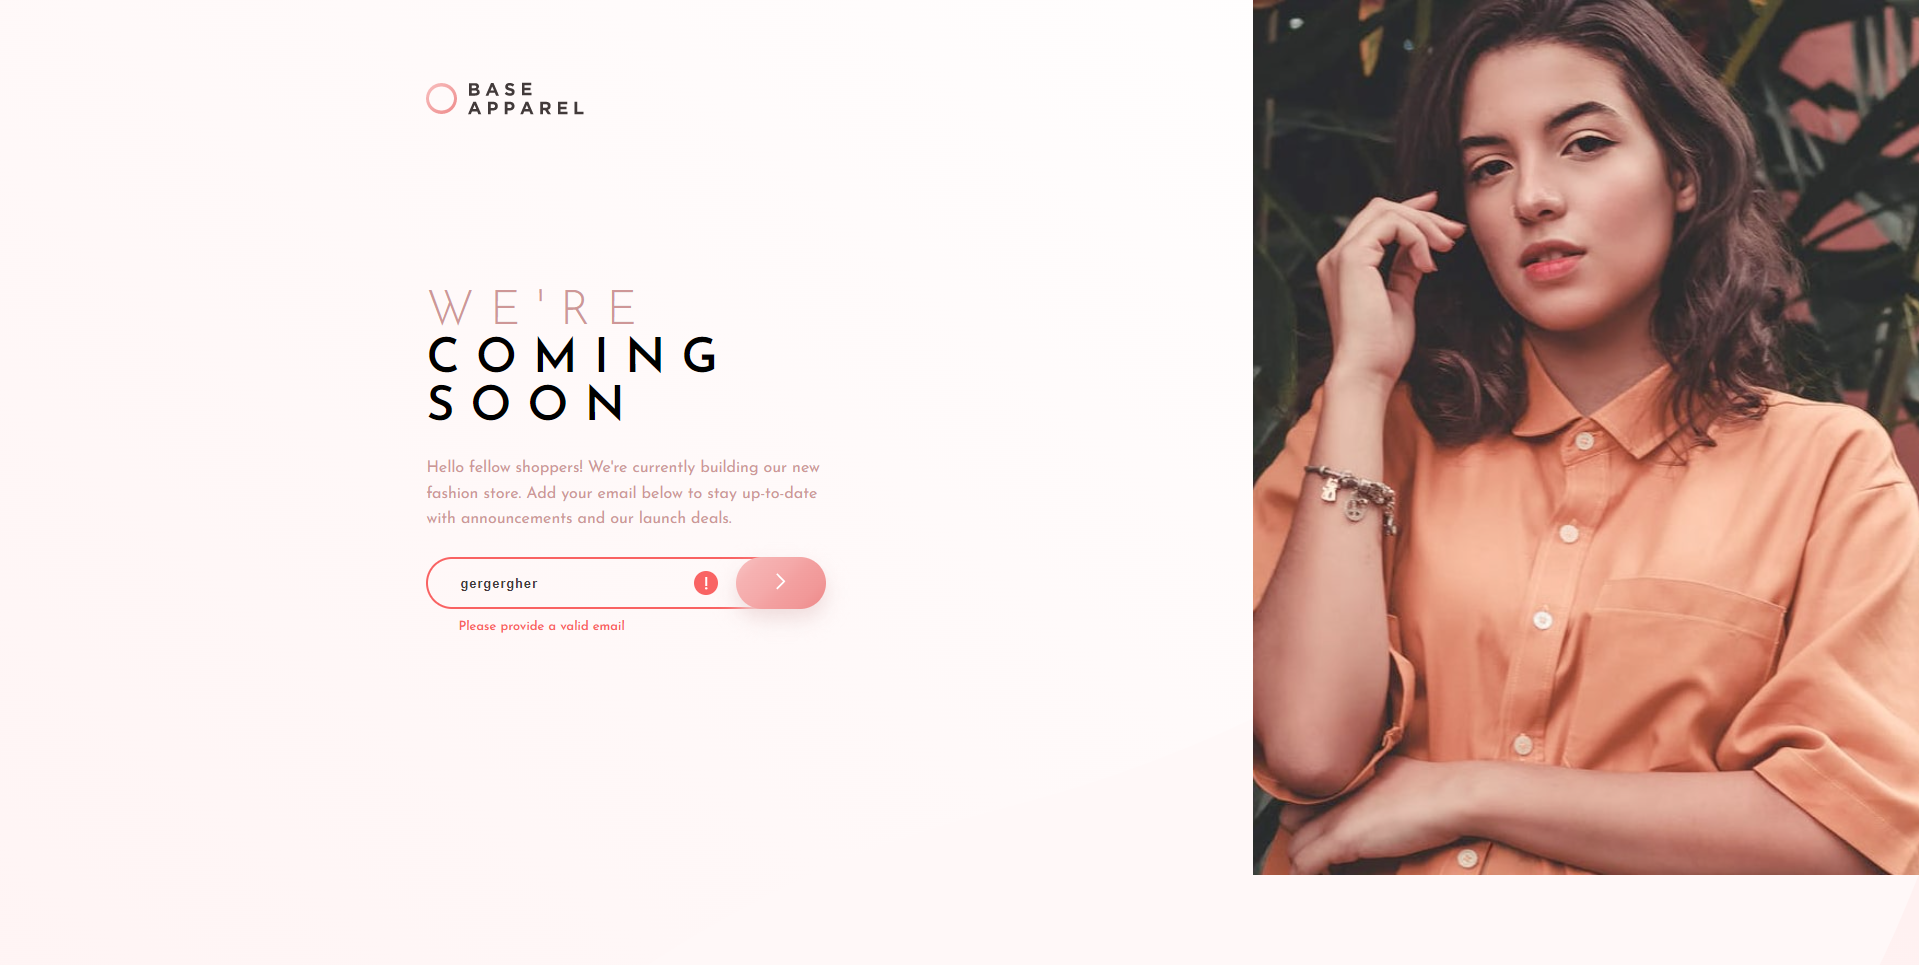 BASE
APPAREL
WE'RE
COMING
SOON
Hello fellow shoppers! We're currently building our new
fashion store. Add your email below to stay up-to-date
with announcements and our launch deals.
gergergher
!
Please provide a valid email